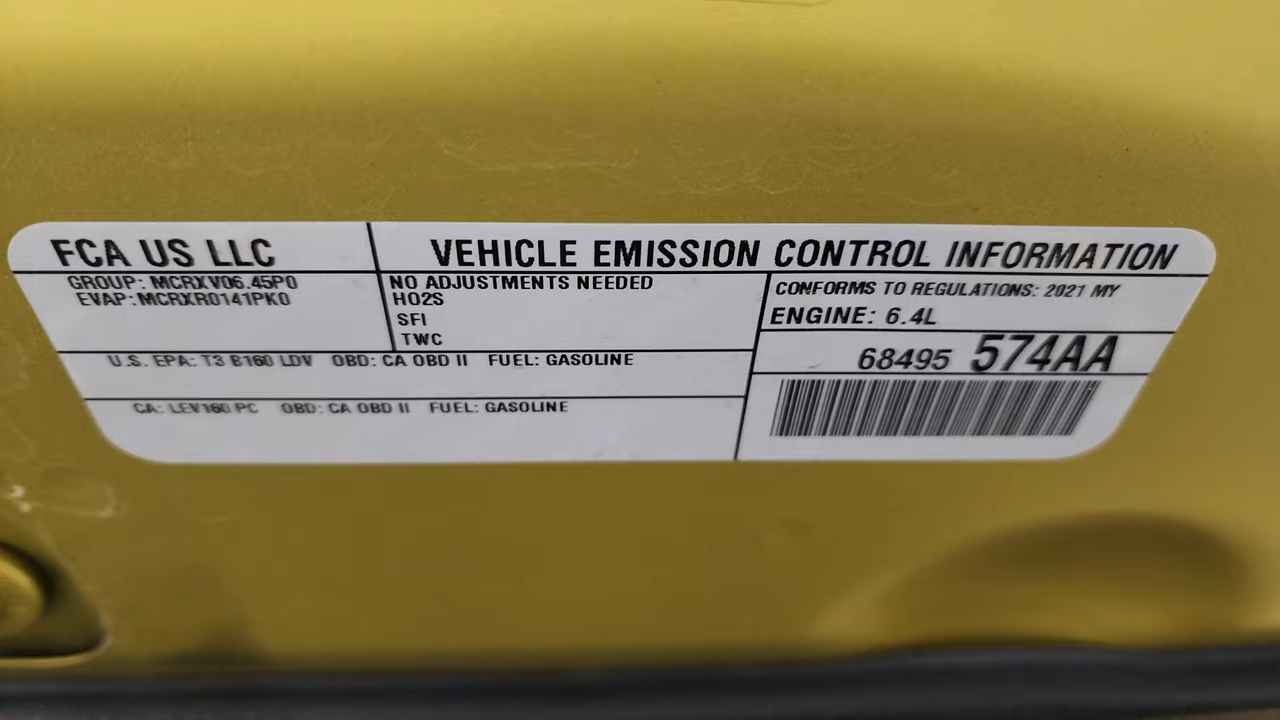 FCA US LLC
VEHICLE EMISSION CONTROL INFORMATION
GROUP: MCRXV06.45P0
EVAP:MCRXR0141PK0
NO ADJUSTMENTS NEEDED
HO2S
SFI
TWC
CONFORMS TO REGULATIONS: 2021 MY
ENGINE: 6.4L
68495 574AA
U.S. EPA: T3 B160 LDV OBD: CA OBD II FUEL: GASOLINE
CA: LEV160 PC OBD: CA OBD II FUEL: GASOLINE